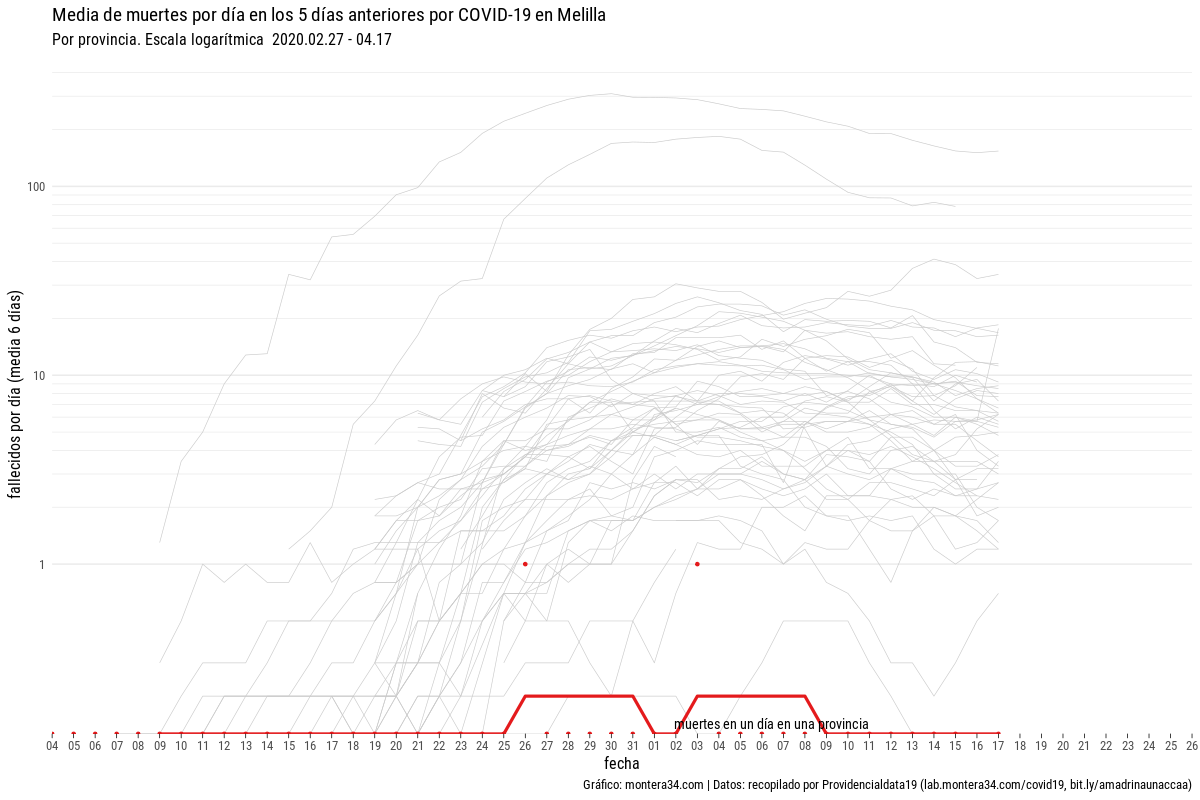 Media de muertes por día en los 5 días anteriores por COVID-19 en Melilla
Por provincia. Escala logarítmica 2020.02.27 - 04.17
fallecidos por día (media 6 días)
100
10
1
muertes en un día en una provincia
04 05 06 07 08 09 10 11 12 13 14 15 16 17 18 19 20 21 22 23 24 25 26 27 28 29 30 31 01 02 03 04 05 06 07 08 09 10 11 12 13 14 15 16 17 18 19 20 21 22 23 24 25 26
fecha
Gráfico: montera34.com | Datos: recopilado por Providencialdata19 (lab.montera34.com/covid19, bit.ly/amadrinaunaccaa)